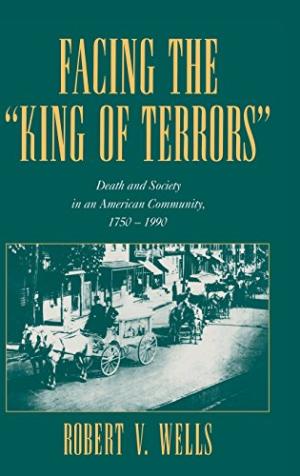 FACING THE
“KING OF TERRORS”
Death and Society
in an American Community,
1750 – 1990
ROBERT V. WELLS